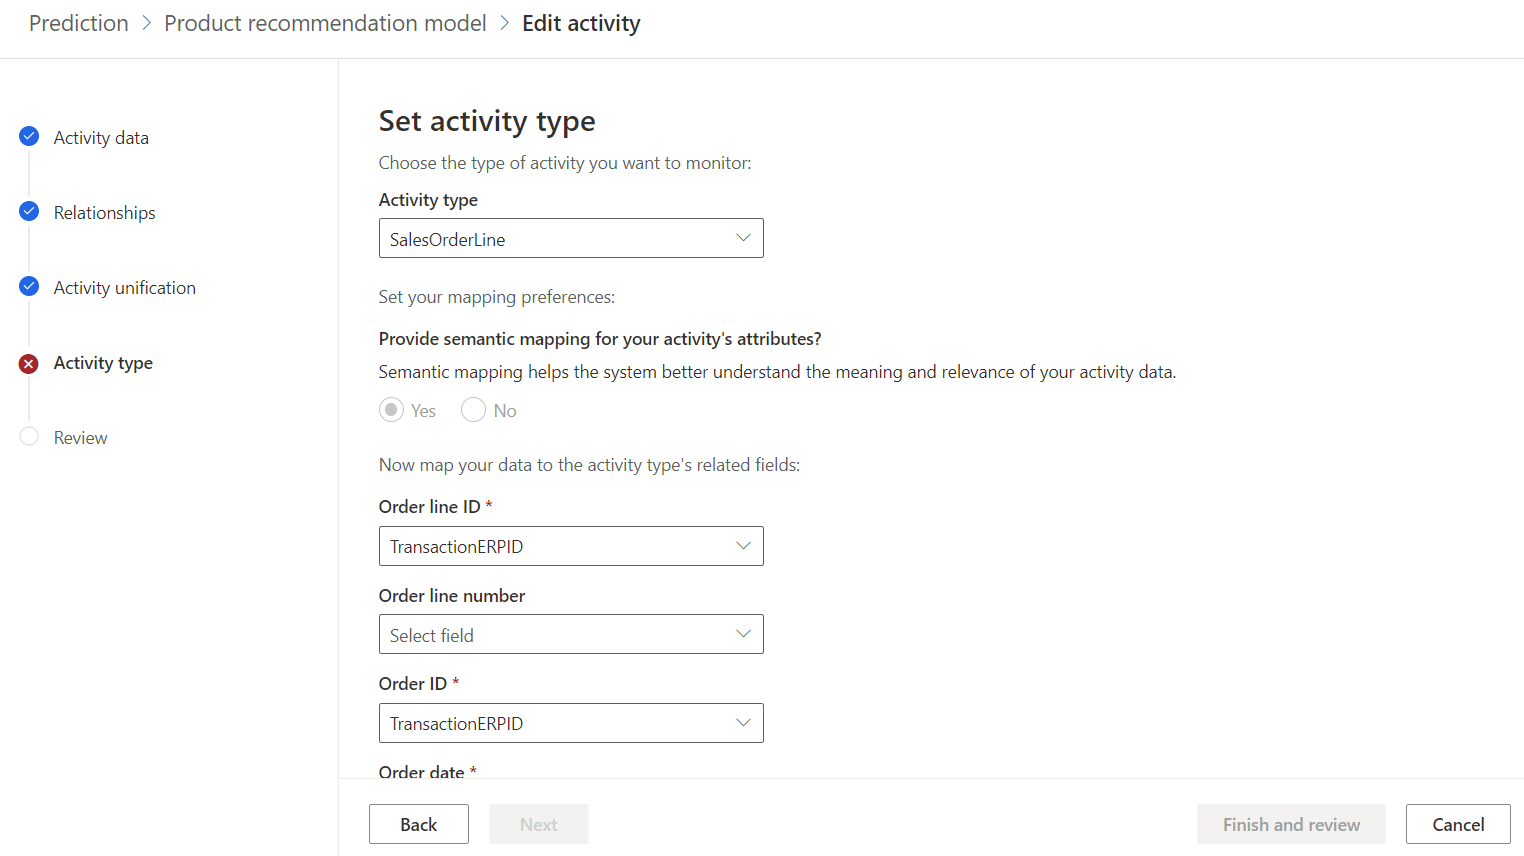 Prediction > Product recommendation model > Edit activity
Activity data
Relationships
Activity unification
Activity type
Review
Set activity type
Choose the type of activity you want to monitor:
Activity type
SalesOrderLine
Set your mapping preferences:
Provide semantic mapping for your activity's attributes?
Semantic mapping helps the system better understand the meaning and relevance of your activity data.
Yes No
Now map your data to the activity type's related fields:
Order line ID *
TransactionERPID
Order line number
Select field
Order ID *
TransactionERPID
Order date *
Back Next Finish and review Cancel